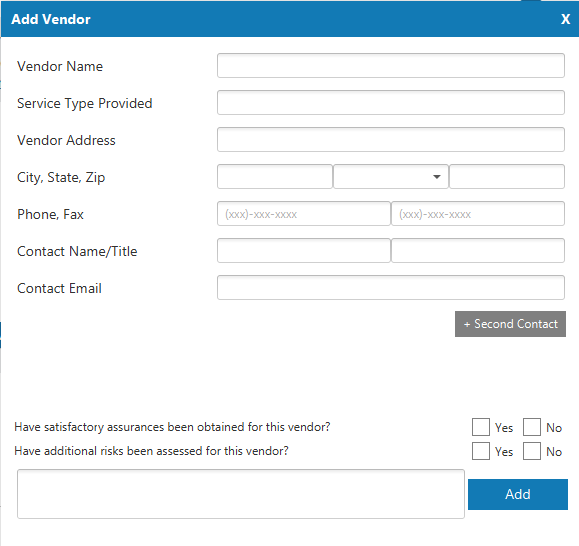 Add Vendor X
Vendor Name
Service Type Provided
Vendor Address
City, State, Zip
Phone, Fax (xxx)-xxx-xxxx (xxx)-xxx-xxxx
Contact Name/Title
Contact Email
+ Second Contact
Have satisfactory assurances been obtained for this vendor? Yes No
Have additional risks been assessed for this vendor? Yes No
Add